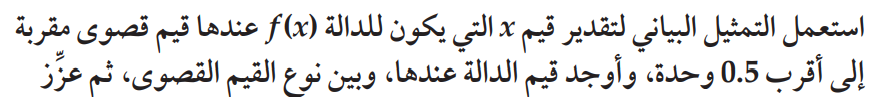 استعمل التمثيل البياني لتقدير قيم x التي يكون للدالة f(x) عندها قيم قصوى مقربة
إلى أقرب 0.5 وحدة، وأوجد قيم الدالة عندها، وبين نوع القيم القصوى، ثم عزِّز